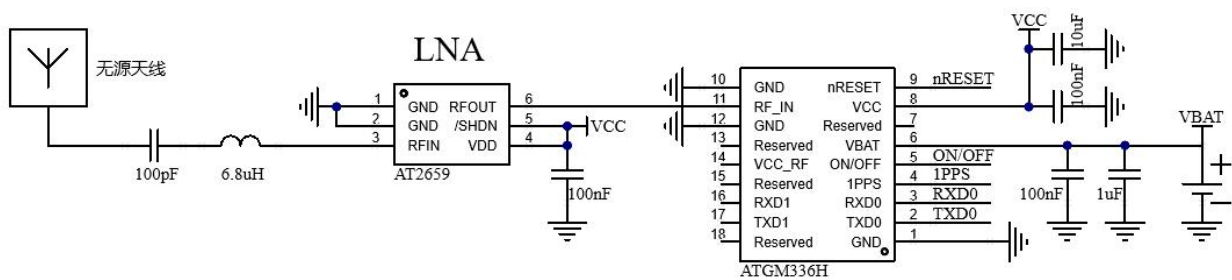 无源天线
100pF
6.8uH
LNA
1 GND RFOUT 6
2 GND /SHDN 5
3 RFIN VDD 4
AT2659
VCC
100nF
10 GND nRESET 9 nRESET
11 RF_IN VCC 8
12 GND Reserved 7
13 Reserved VBAT 6
14 VCC_RF ON/OFF 5 ON/OFF
15 Reserved 1PPS 4 1PPS
16 RXD1 RXD0 3 RXD0
17 TXD1 TXD0 2 TXD0
18 Reserved GND 1
ATGM336H
VCC
10uF
100nF
VBAT
100nF
1uF
+